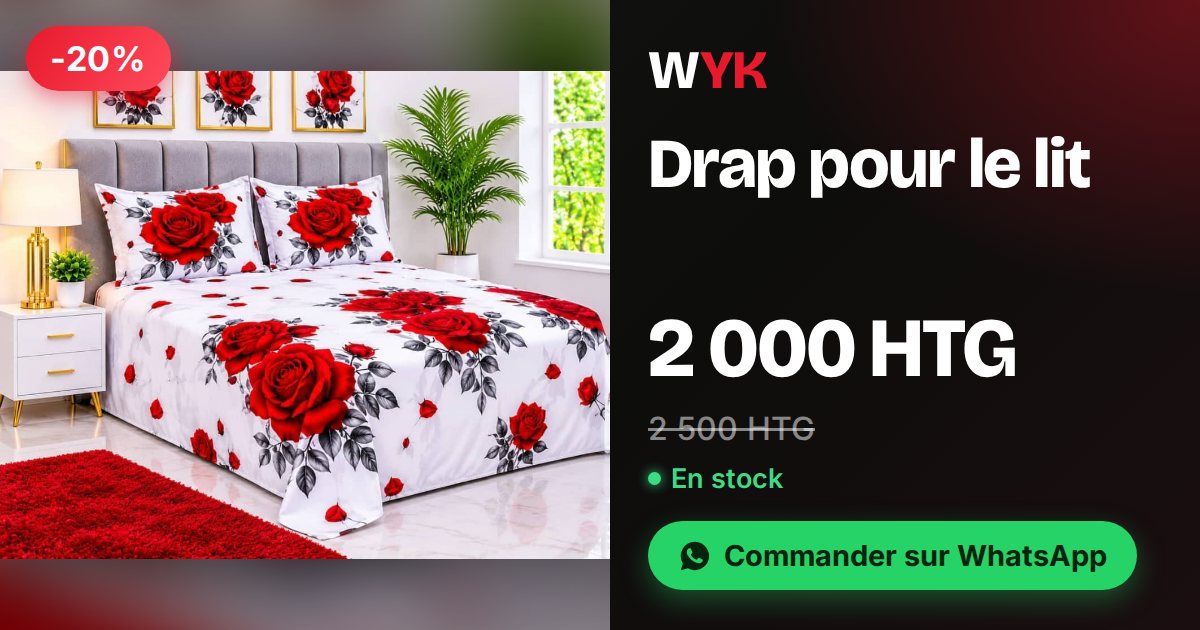 -20%
WYK
Drap pour le lit
2 000 HTG
2 500 HTG
En stock
Commander sur WhatsApp